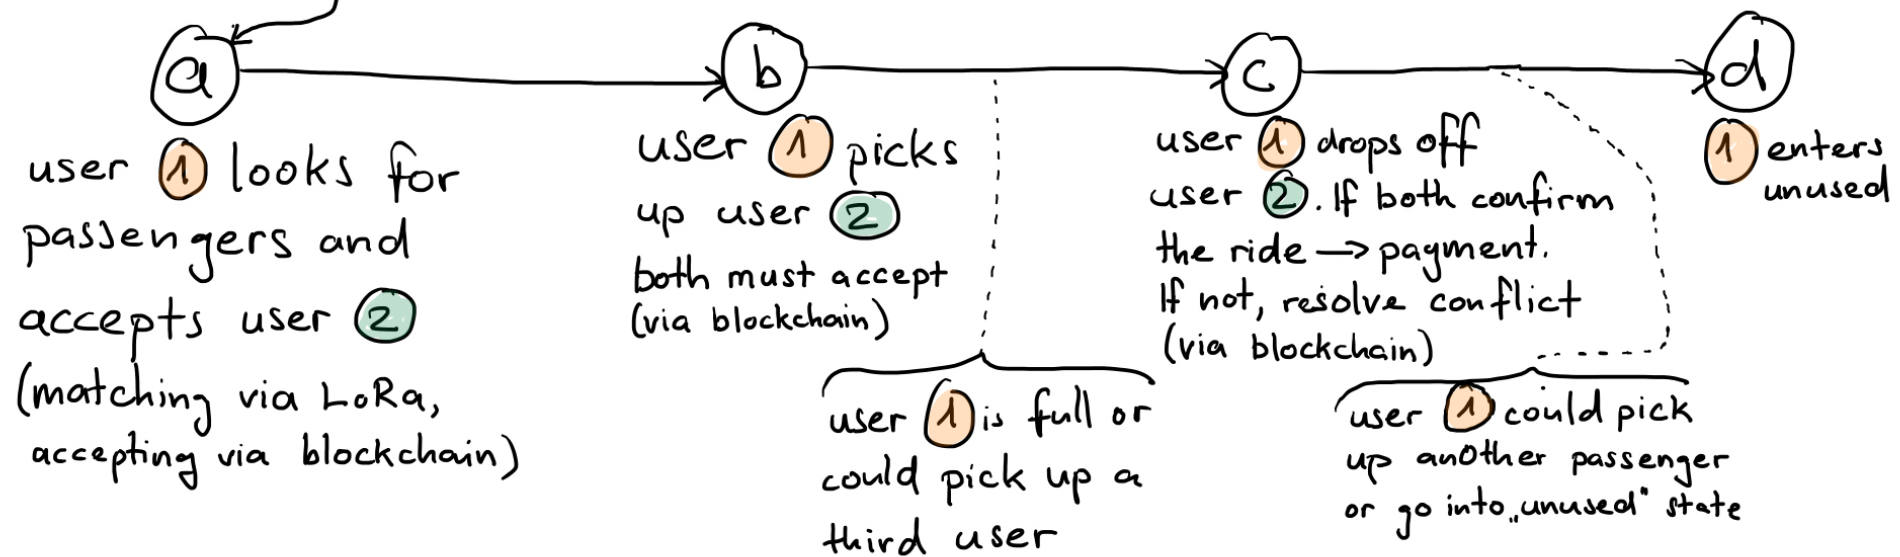 a
b
c
d
user 1 looks for
passengers and
accepts user 2
(matching via LoRa,
accepting via blockchain)
user 1 picks
up user 2
both must accept
(via blockchain)
user 1 is full or
could pick up a
third user
user 1 drops off
user 2. If both confirm
the ride → payment.
If not, resolve conflict
(via blockchain)
user 1 could pick
up another passenger
or go into „unused" state
1 enters
unused